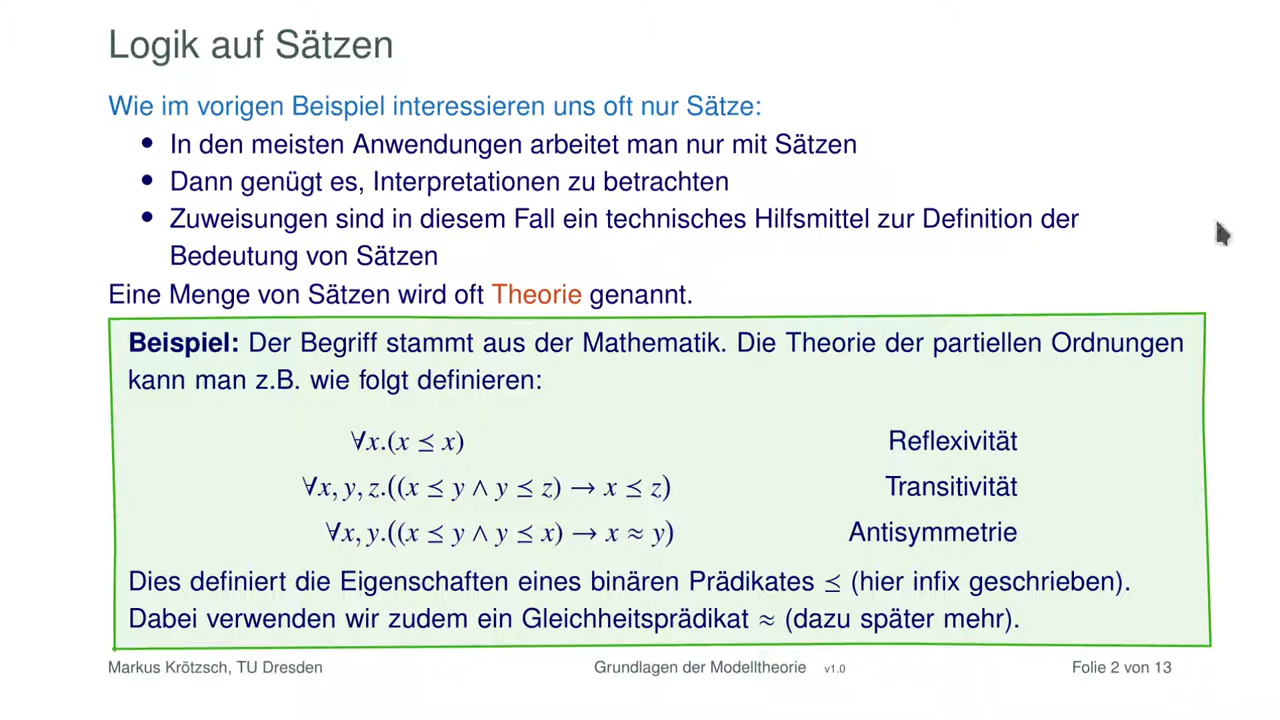 Logik auf Sätzen
Wie im vorigen Beispiel interessieren uns oft nur Sätze:
• In den meisten Anwendungen arbeitet man nur mit Sätzen
• Dann genügt es, Interpretationen zu betrachten
• Zuweisungen sind in diesem Fall ein technisches Hilfsmittel zur Definition der
Bedeutung von Sätzen
Eine Menge von Sätzen wird oft Theorie genannt.
Beispiel: Der Begriff stammt aus der Mathematik. Die Theorie der partiellen Ordnungen
kann man z.B. wie folgt definieren:
∀x.(x ⪯ x) Reflexivität
∀x, y, z.((x ⪯ y ∧ y ⪯ z) → x ⪯ z) Transitivität
∀x, y.((x ⪯ y ∧ y ⪯ x) → x ≈ y) Antisymmetrie
Dies definiert die Eigenschaften eines binären Prädikates ⪯ (hier infix geschrieben).
Dabei verwenden wir zudem ein Gleichheitsprädikat ≈ (dazu später mehr).
Markus Krötzsch, TU Dresden Grundlagen der Modelltheorie v1.0 Folie 2 von 13